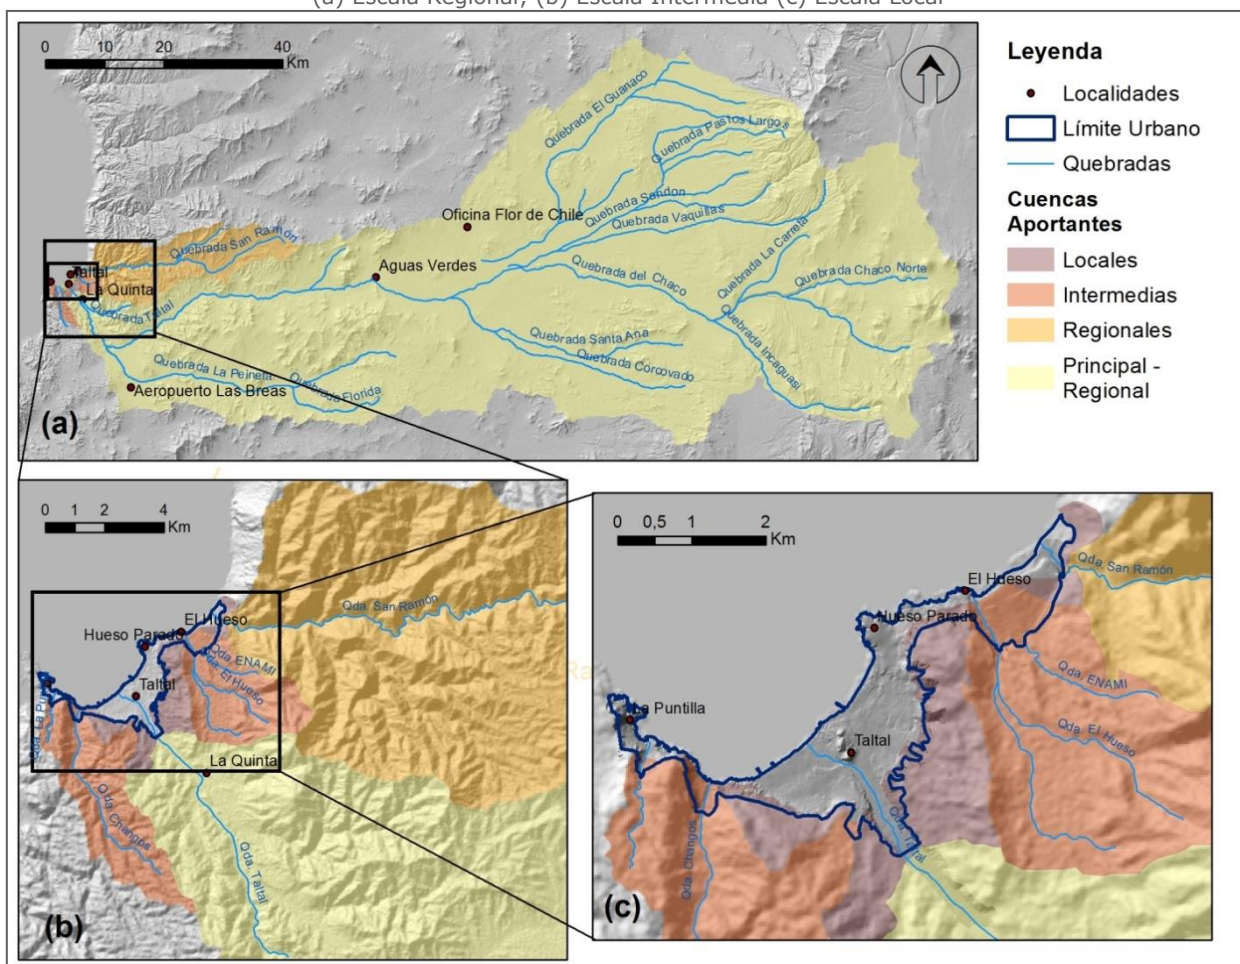 (a) Escala Regional, (b) Escala Intermedia (c) Escala Local
0 10 20 40
Km
Quebrada El Guanaco
Quebrada Pastos Largos
Quebrada Sandon
Quebrada Vaquillas
Oficina Flor de Chile
Quebrada San Ramón
Quebrada La Carreta
Quebrada del Chaco
Quebrada Chaco Norte
Aguas Verdes
Taltal
La Quinta
Quebrada Taltal
Quebrada Santa Ana
Quebrada Corcovado
Quebrada Incaguasi
Quebrada La Peineta
Quebrada Florida
Aeropuerto Las Breas
(a)
Leyenda
Localidades
Límite Urbano
Quebradas
Cuencas
Aportantes
Locales
Intermedias
Regionales
Principal -
Regional
0 1 2 4
Km
Qda. San Ramón
El Hueso
Hueso Parado
Qda. ENAMI
Qda. El Hueso
Taltal
La Quinta
Qda. Changos
Qda. Taltal
(b)
0 0,5 1 2
Km
Qda. San Ramón
El Hueso
Hueso Parado
Qda. ENAMI
La Puntilla
Qda. El Hueso
Taltal
Qda. Taltal
Qda. Changos
(c)